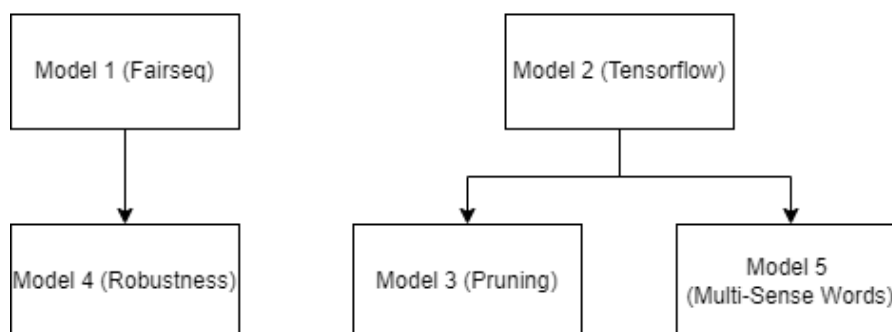 Model 1 (Fairseq)
Model 2 (Tensorflow)
Model 4 (Robustness)
Model 3 (Pruning)
Model 5
(Multi-Sense Words)